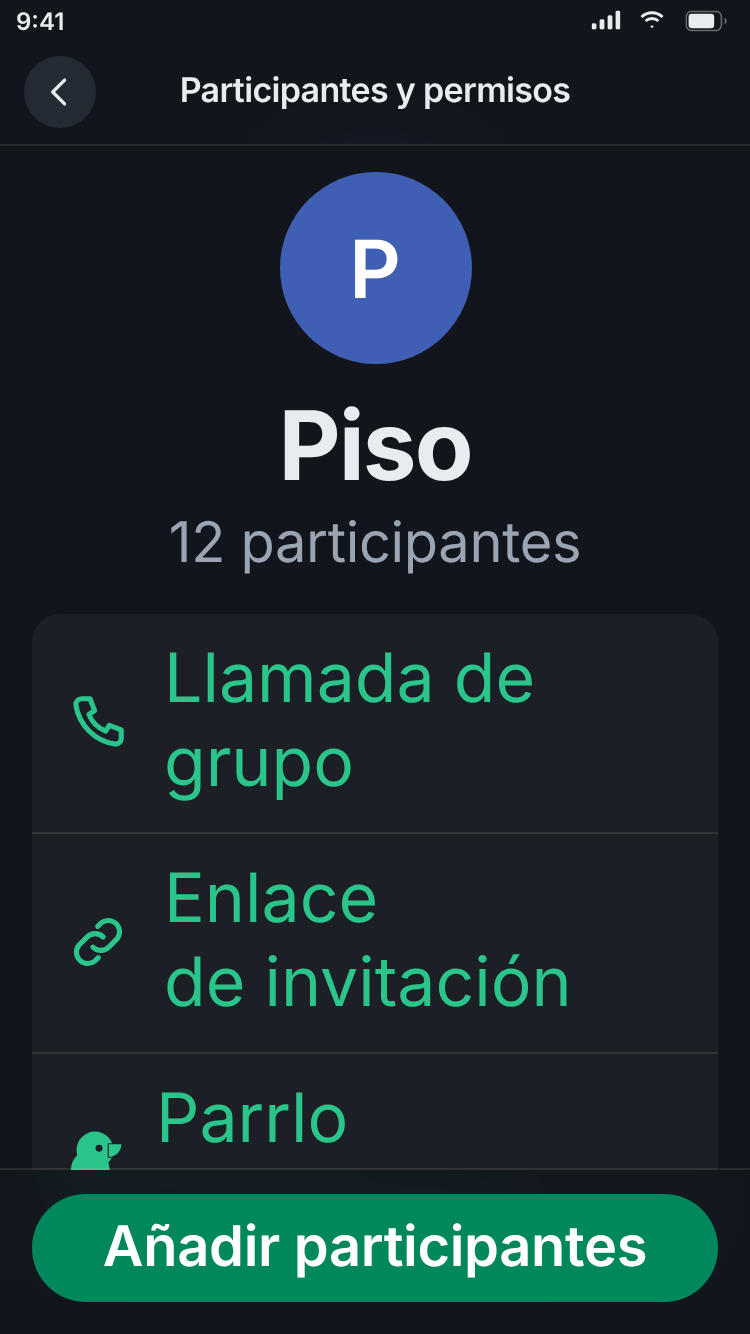 9:41
Participantes y permisos
P
Piso
12 participantes
Llamada de
grupo
Enlace
de invitación
Parrlo
Añadir participantes